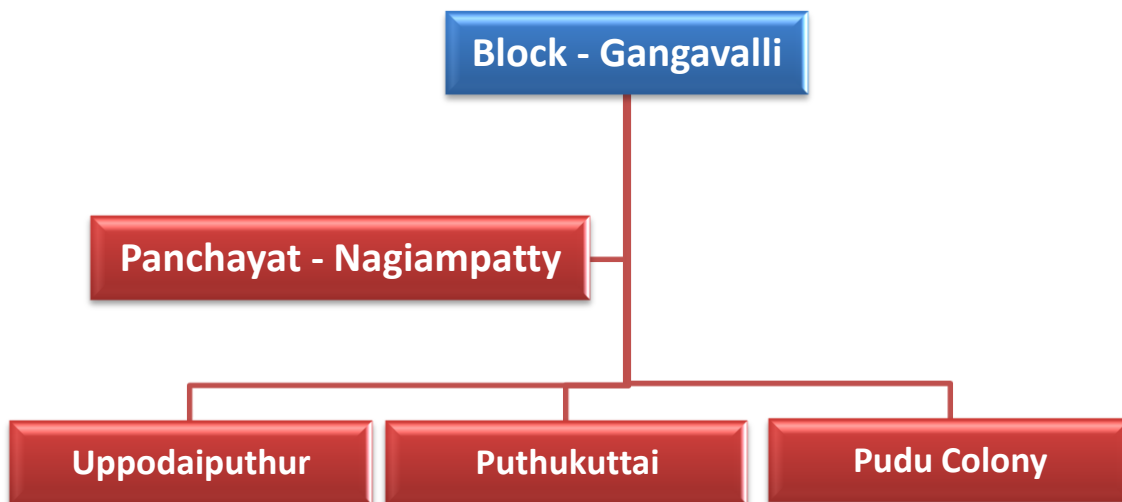 Block - Gangavalli
Panchayat - Nagiampatty
Uppodaiputhur
Puthukuttai
Pudu Colony